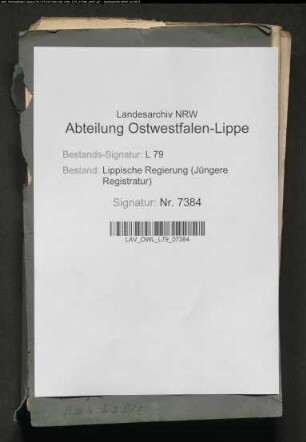 Landesarchiv NRW
Abteilung Ostwestfalen-Lippe
Bestands-Signatur: L 79
Bestand: Lippische Regierung (Jüngere
Registratur)
Signatur: Nr. 7384
LAV_OWL_L79_07384